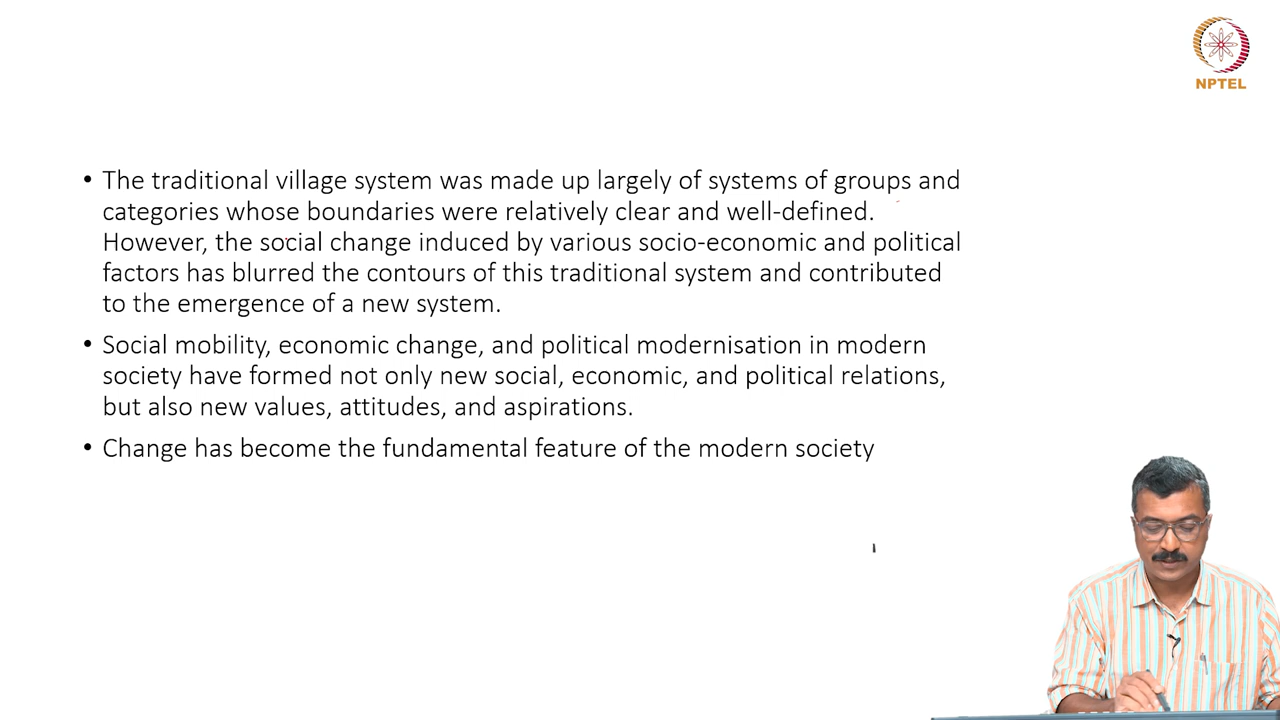 NPTEL
• The traditional village system was made up largely of systems of groups and
categories whose boundaries were relatively clear and well-defined.
However, the social change induced by various socio-economic and political
factors has blurred the contours of this traditional system and contributed
to the emergence of a new system.
• Social mobility, economic change, and political modernisation in modern
society have formed not only new social, economic, and political relations,
but also new values, attitudes, and aspirations.
• Change has become the fundamental feature of the modern society